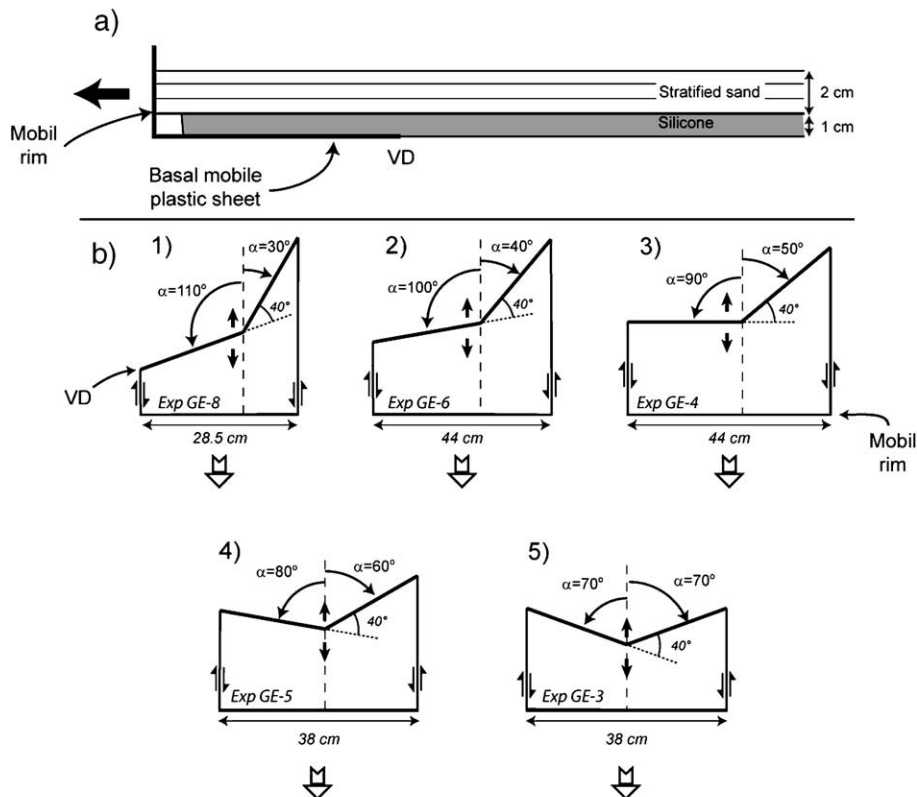 a)
Stratified sand
2 cm
Silicone
1 cm
Mobil
rim
VD
Basal mobile
plastic sheet
b)
1)
α=30°
α=110°
40°
VD
Exp GE-8
28.5 cm
2)
α=40°
α=100°
40°
Exp GE-6
44 cm
3)
α=50°
α=90°
40°
Exp GE-4
44 cm
Mobil
rim
4)
α=80°
α=60°
40°
Exp GE-5
38 cm
5)
α=70°
α=70°
40°
Exp GE-3
38 cm